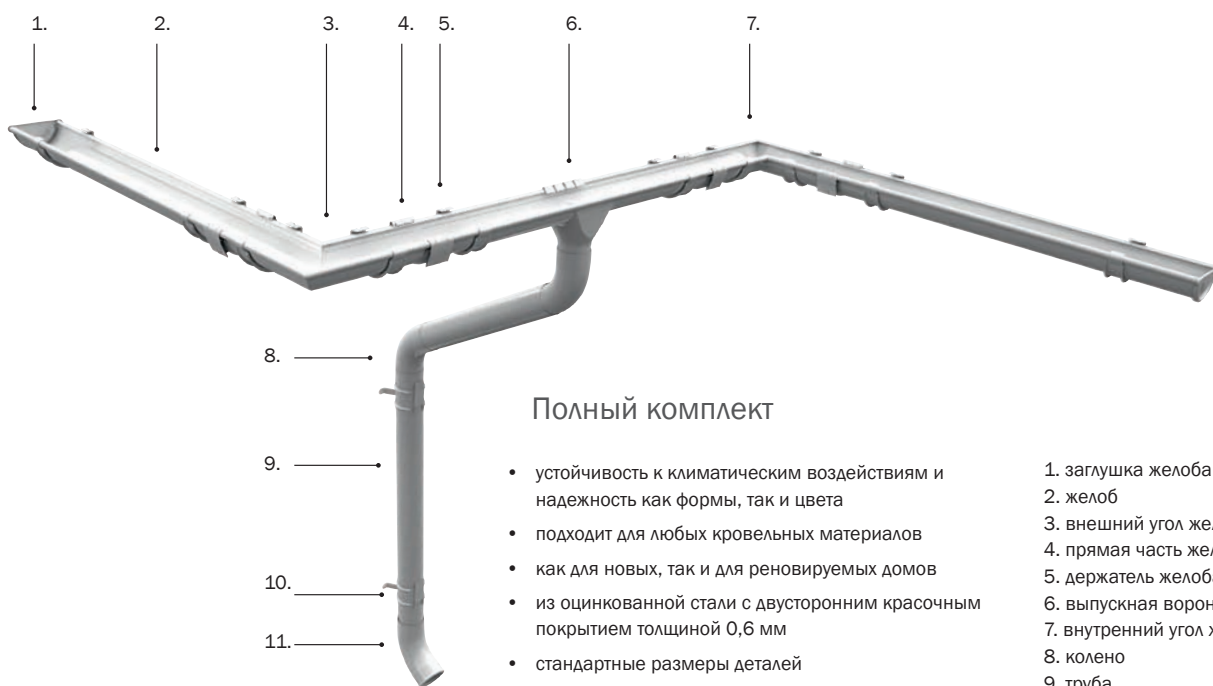 1.
2.
3.
4.
5.
6.
7.
8.
9.
10.
11.
Полный комплект
• устойчивость к климатическим воздействиям и
надежность как формы, так и цвета
• подходит для любых кровельных материалов
• как для новых, так и для реновируемых домов
• из оцинкованной стали с двусторонним красочным
покрытием толщиной 0,6 мм
• стандартные размеры деталей
1. заглушка желоба
2. желоб
3. внешний угол
4. прямая часть
5. держатель
6. выпускная
7. внутренний угол
8. колено
9. труба